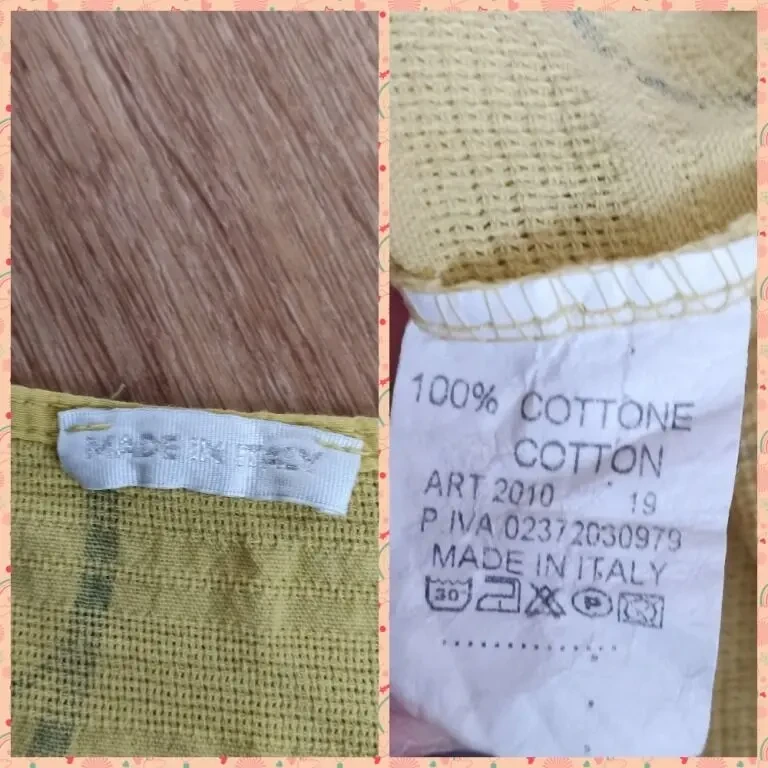 MADE IN ITALY
100% COTTONE
COTTON
ART 2010 19
P.IVA 02372030979
MADE IN ITALY
30 P